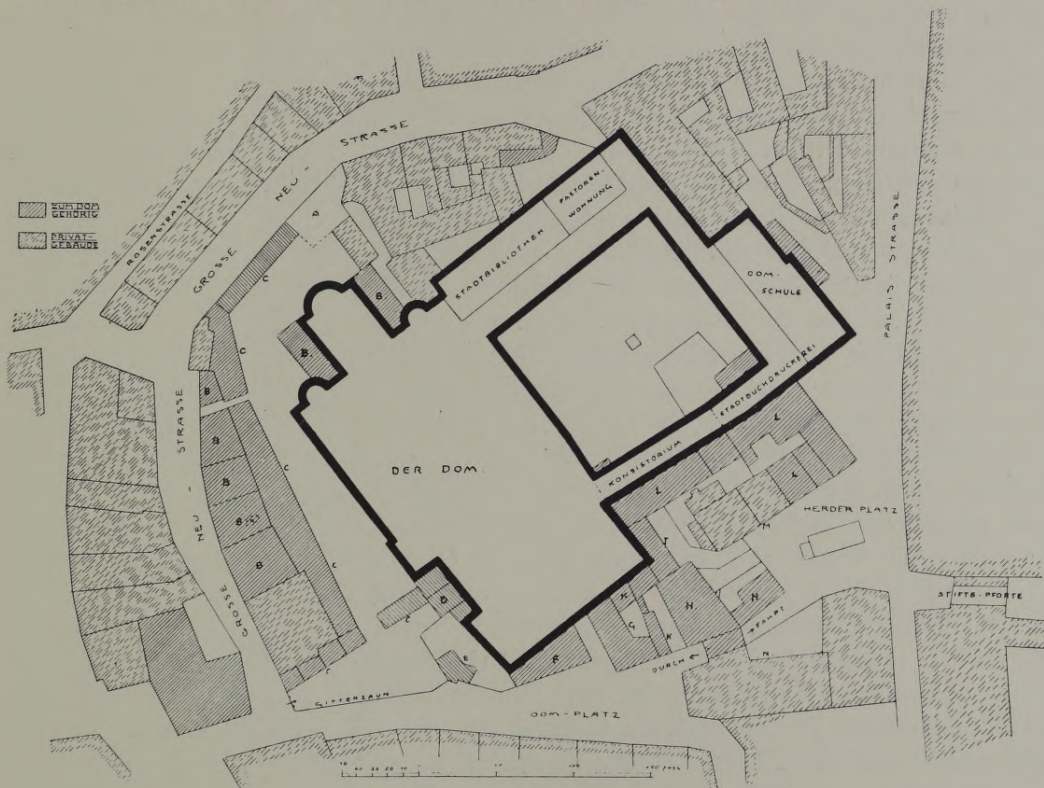 ZUM DOM
GEHÖRIG
PRIVAT-
GEBÄUDE
ROSENSTRASSE
GROSSE NEU-STRASSE
D
C
B
STADTBIBLIOTHEK
PASTOREN-
WOHNUNG
DOM-
SCHULE
PALAIS-STRASSE
B.
C
B
B
B
B
B
C
C
GROSSE NEU-STRASSE
DER DOM.
KONSISTORIUM
STADTBUCHDRUCKEREI
L
L
L
HERDER PLATZ
M
STIFTS-PFORTE
K
G
K
H
N
N
DURCH
FAHRT
E
F
GITTERZAUN
DOM-PLATZ